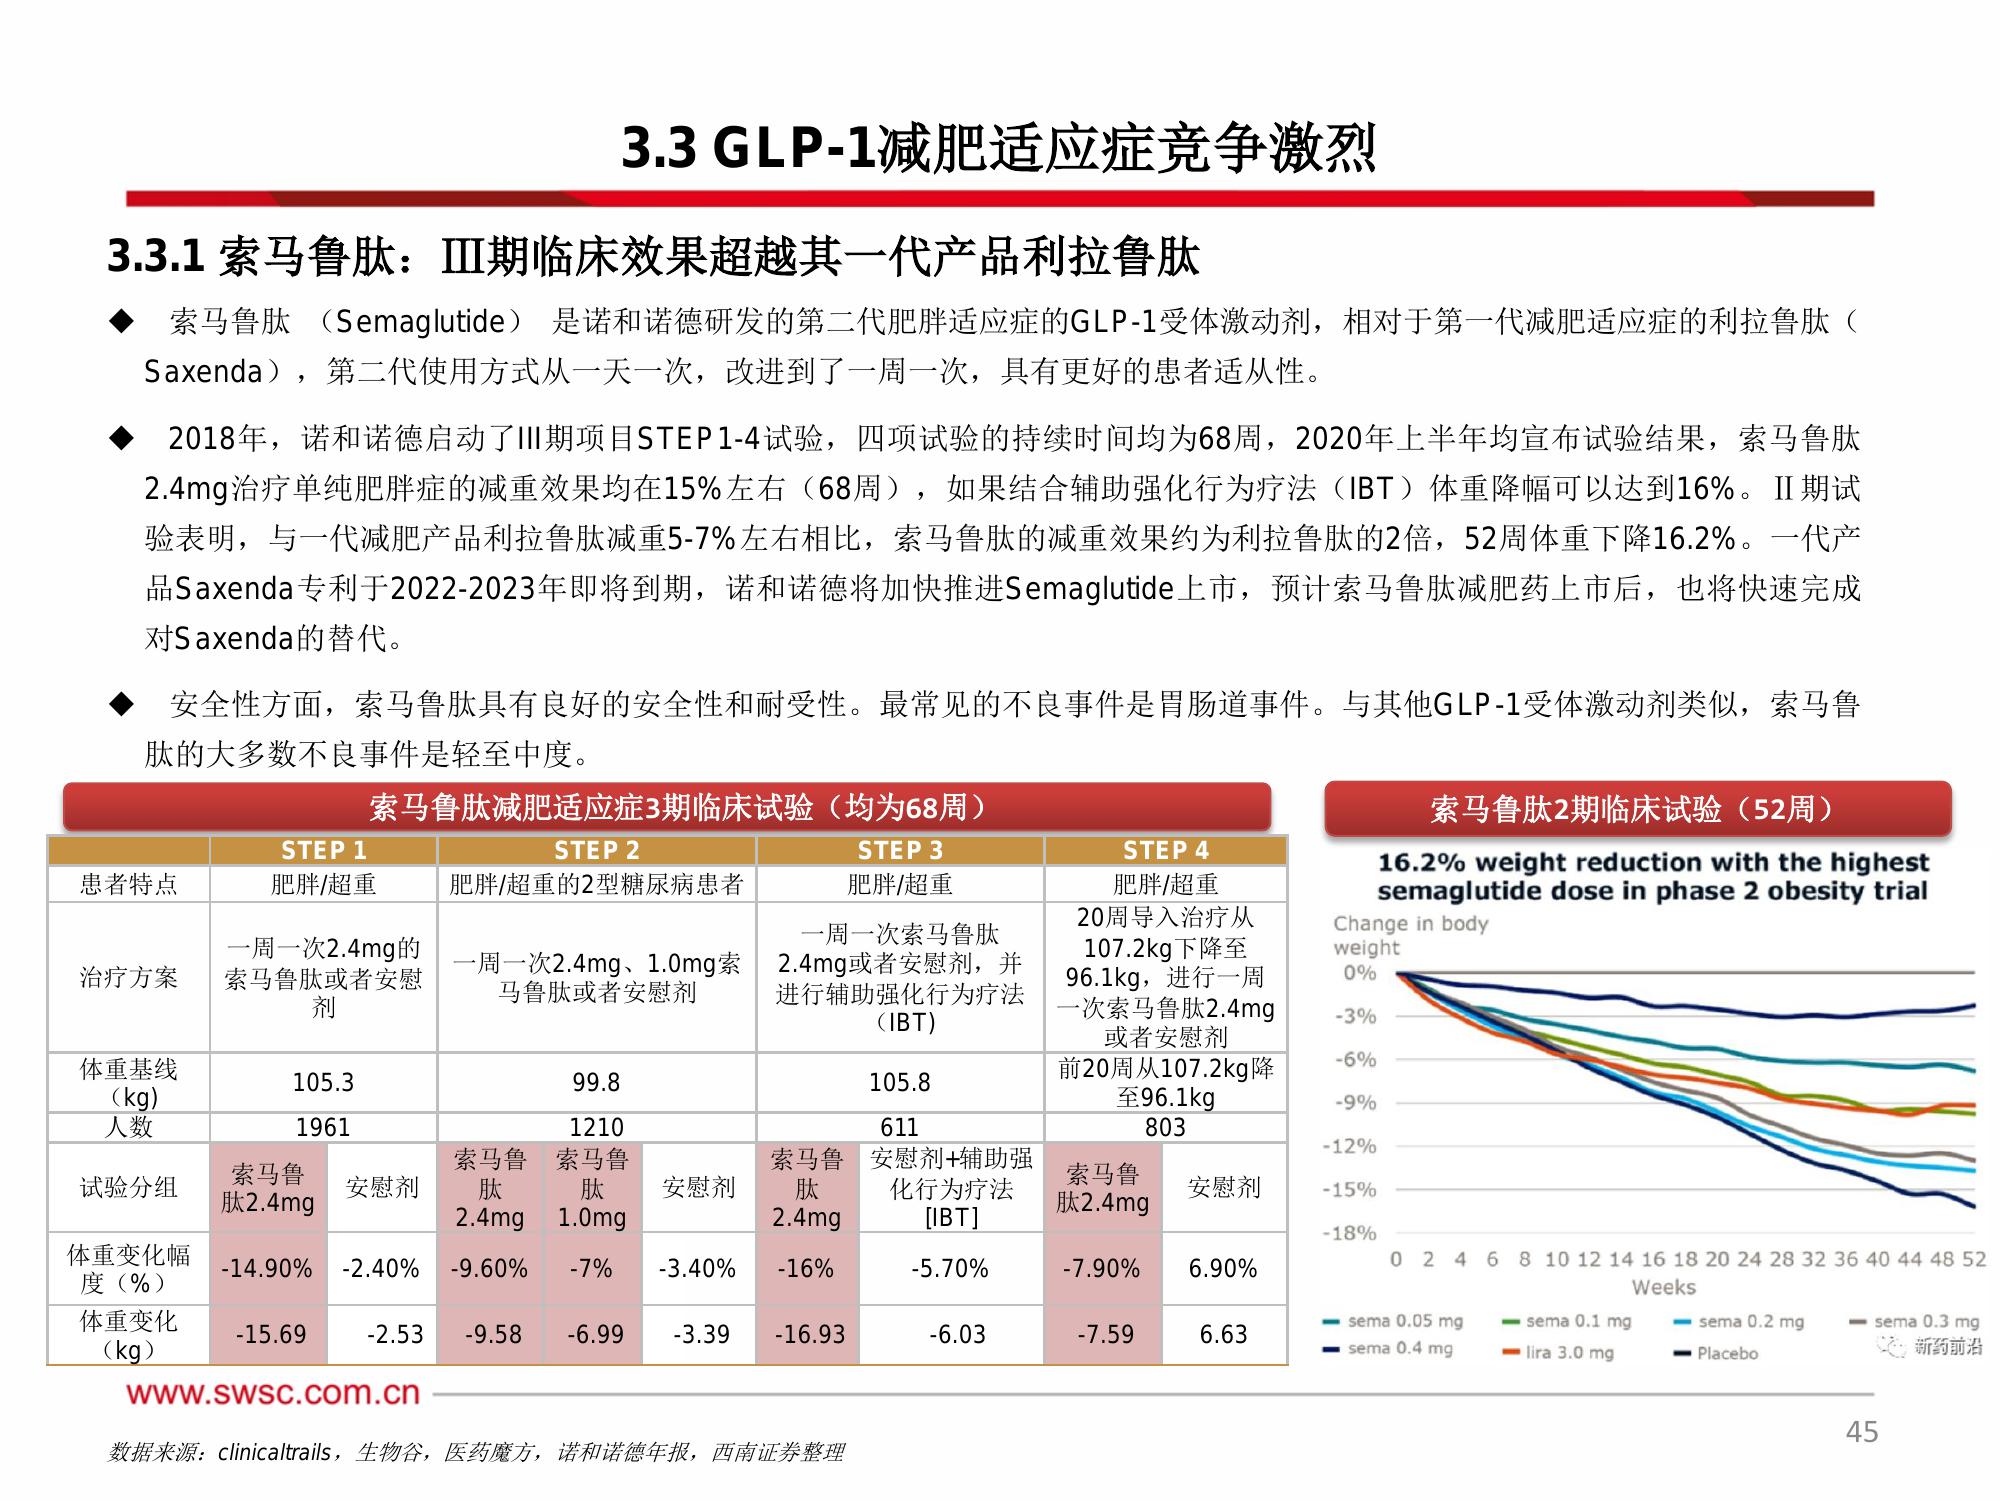 3.3 GLP-1减肥适应症竞争激烈
3.3.1 索马鲁肽：Ⅲ期临床效果超越其一代产品利拉鲁肽
◆ 索马鲁肽 （Semaglutide） 是诺和诺德研发的第二代肥胖适应症的GLP-1受体激动剂，相对于第一代减肥适应症的利拉鲁肽（
Saxenda），第二代使用方式从一天一次，改进到了一周一次，具有更好的患者适从性。
◆ 2018年，诺和诺德启动了III期项目STEP1-4试验，四项试验的持续时间均为68周，2020年上半年均宣布试验结果，索马鲁肽
2.4mg治疗单纯肥胖症的减重效果均在15%左右（68周），如果结合辅助强化行为疗法（IBT）体重降幅可以达到16%。Ⅱ期试
验表明，与一代减肥产品利拉鲁肽减重5-7%左右相比，索马鲁肽的减重效果约为利拉鲁肽的2倍，52周体重下降16.2%。一代产
品Saxenda专利于2022-2023年即将到期，诺和诺德将加快推进Semaglutide上市，预计索马鲁肽减肥药上市后，也将快速完成
对Saxenda的替代。
◆ 安全性方面，索马鲁肽具有良好的安全性和耐受性。最常见的不良事件是胃肠道事件。与其他GLP-1受体激动剂类似，索马鲁
肽的大多数不良事件是轻至中度。
索马鲁肽减肥适应症3期临床试验（均为68周）
STEP 1 STEP 2 STEP 3 STEP 4
患者特点 肥胖/超重 肥胖/超重的2型糖尿病患者 肥胖/超重 肥胖/超重
治疗方案
一周一次2.4mg的
索马鲁肽或者安慰
剂
一周一次2.4mg、1.0mg索
马鲁肽或者安慰剂
一周一次索马鲁肽
2.4mg或者安慰剂，并
进行辅助强化行为疗法
（IBT)
20周导入治疗从
107.2kg下降至
96.1kg，进行一周
一次索马鲁肽2.4mg
或者安慰剂
体重基线
（kg)
105.3 99.8 105.8
前20周从107.2kg降
至96.1kg
人数 1961 1210 611 803
试验分组
索马鲁
肽2.4mg
安慰剂
索马鲁
肽
2.4mg
索马鲁
肽
1.0mg
安慰剂
索马鲁
肽
2.4mg
安慰剂+辅助强
化行为疗法
[IBT]
索马鲁
肽2.4mg
安慰剂
体重变化幅
度（%）
-14.90% -2.40% -9.60% -7% -3.40% -16% -5.70% -7.90% 6.90%
体重变化
（kg）
-15.69 -2.53 -9.58 -6.99 -3.39 -16.93 -6.03 -7.59 6.63
索马鲁肽2期临床试验（52周）
16.2% weight reduction with the highest
semaglutide dose in phase 2 obesity trial
Change in body
weight
0%
-3%
-6%
-9%
-12%
-15%
-18%
0 2 4 6 8 10 12 14 16 18 20 24 28 32 36 40 44 48 52
Weeks
sema 0.05 mg sema 0.1 mg sema 0.2 mg sema 0.3 mg
sema 0.4 mg lira 3.0 mg Placebo
新药前沿
www.swsc.com.cn
45
数据来源：clinicaltrails，生物谷，医药魔方，诺和诺德年报，西南证券整理